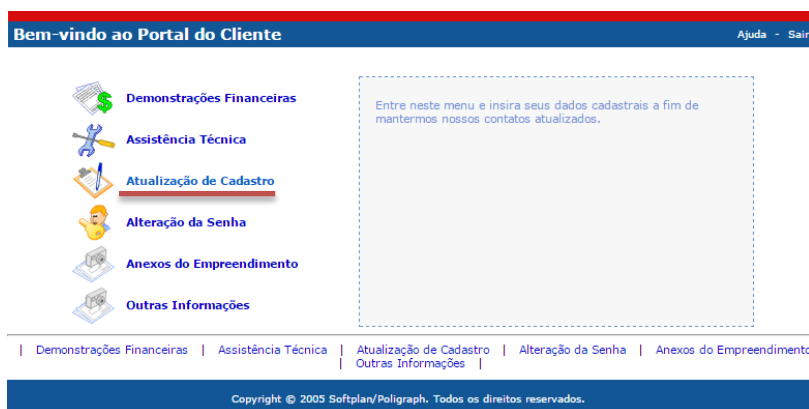 Bem-vindo ao Portal do Cliente
Ajuda - Sair
Demonstrações Financeiras
Assistência Técnica
Atualização de Cadastro
Alteração da Senha
Anexos do Empreendimento
Outras Informações
Entre neste menu e insira seus dados cadastrais a fim de
mantermos nossos contatos atualizados.
| Demonstrações Financeiras | Assistência Técnica | Atualização de Cadastro | Alteração da Senha | Anexos do Empreendimento
| Outras Informações |
Copyright © 2005 Softplan/Poligraph. Todos os direitos reservados.